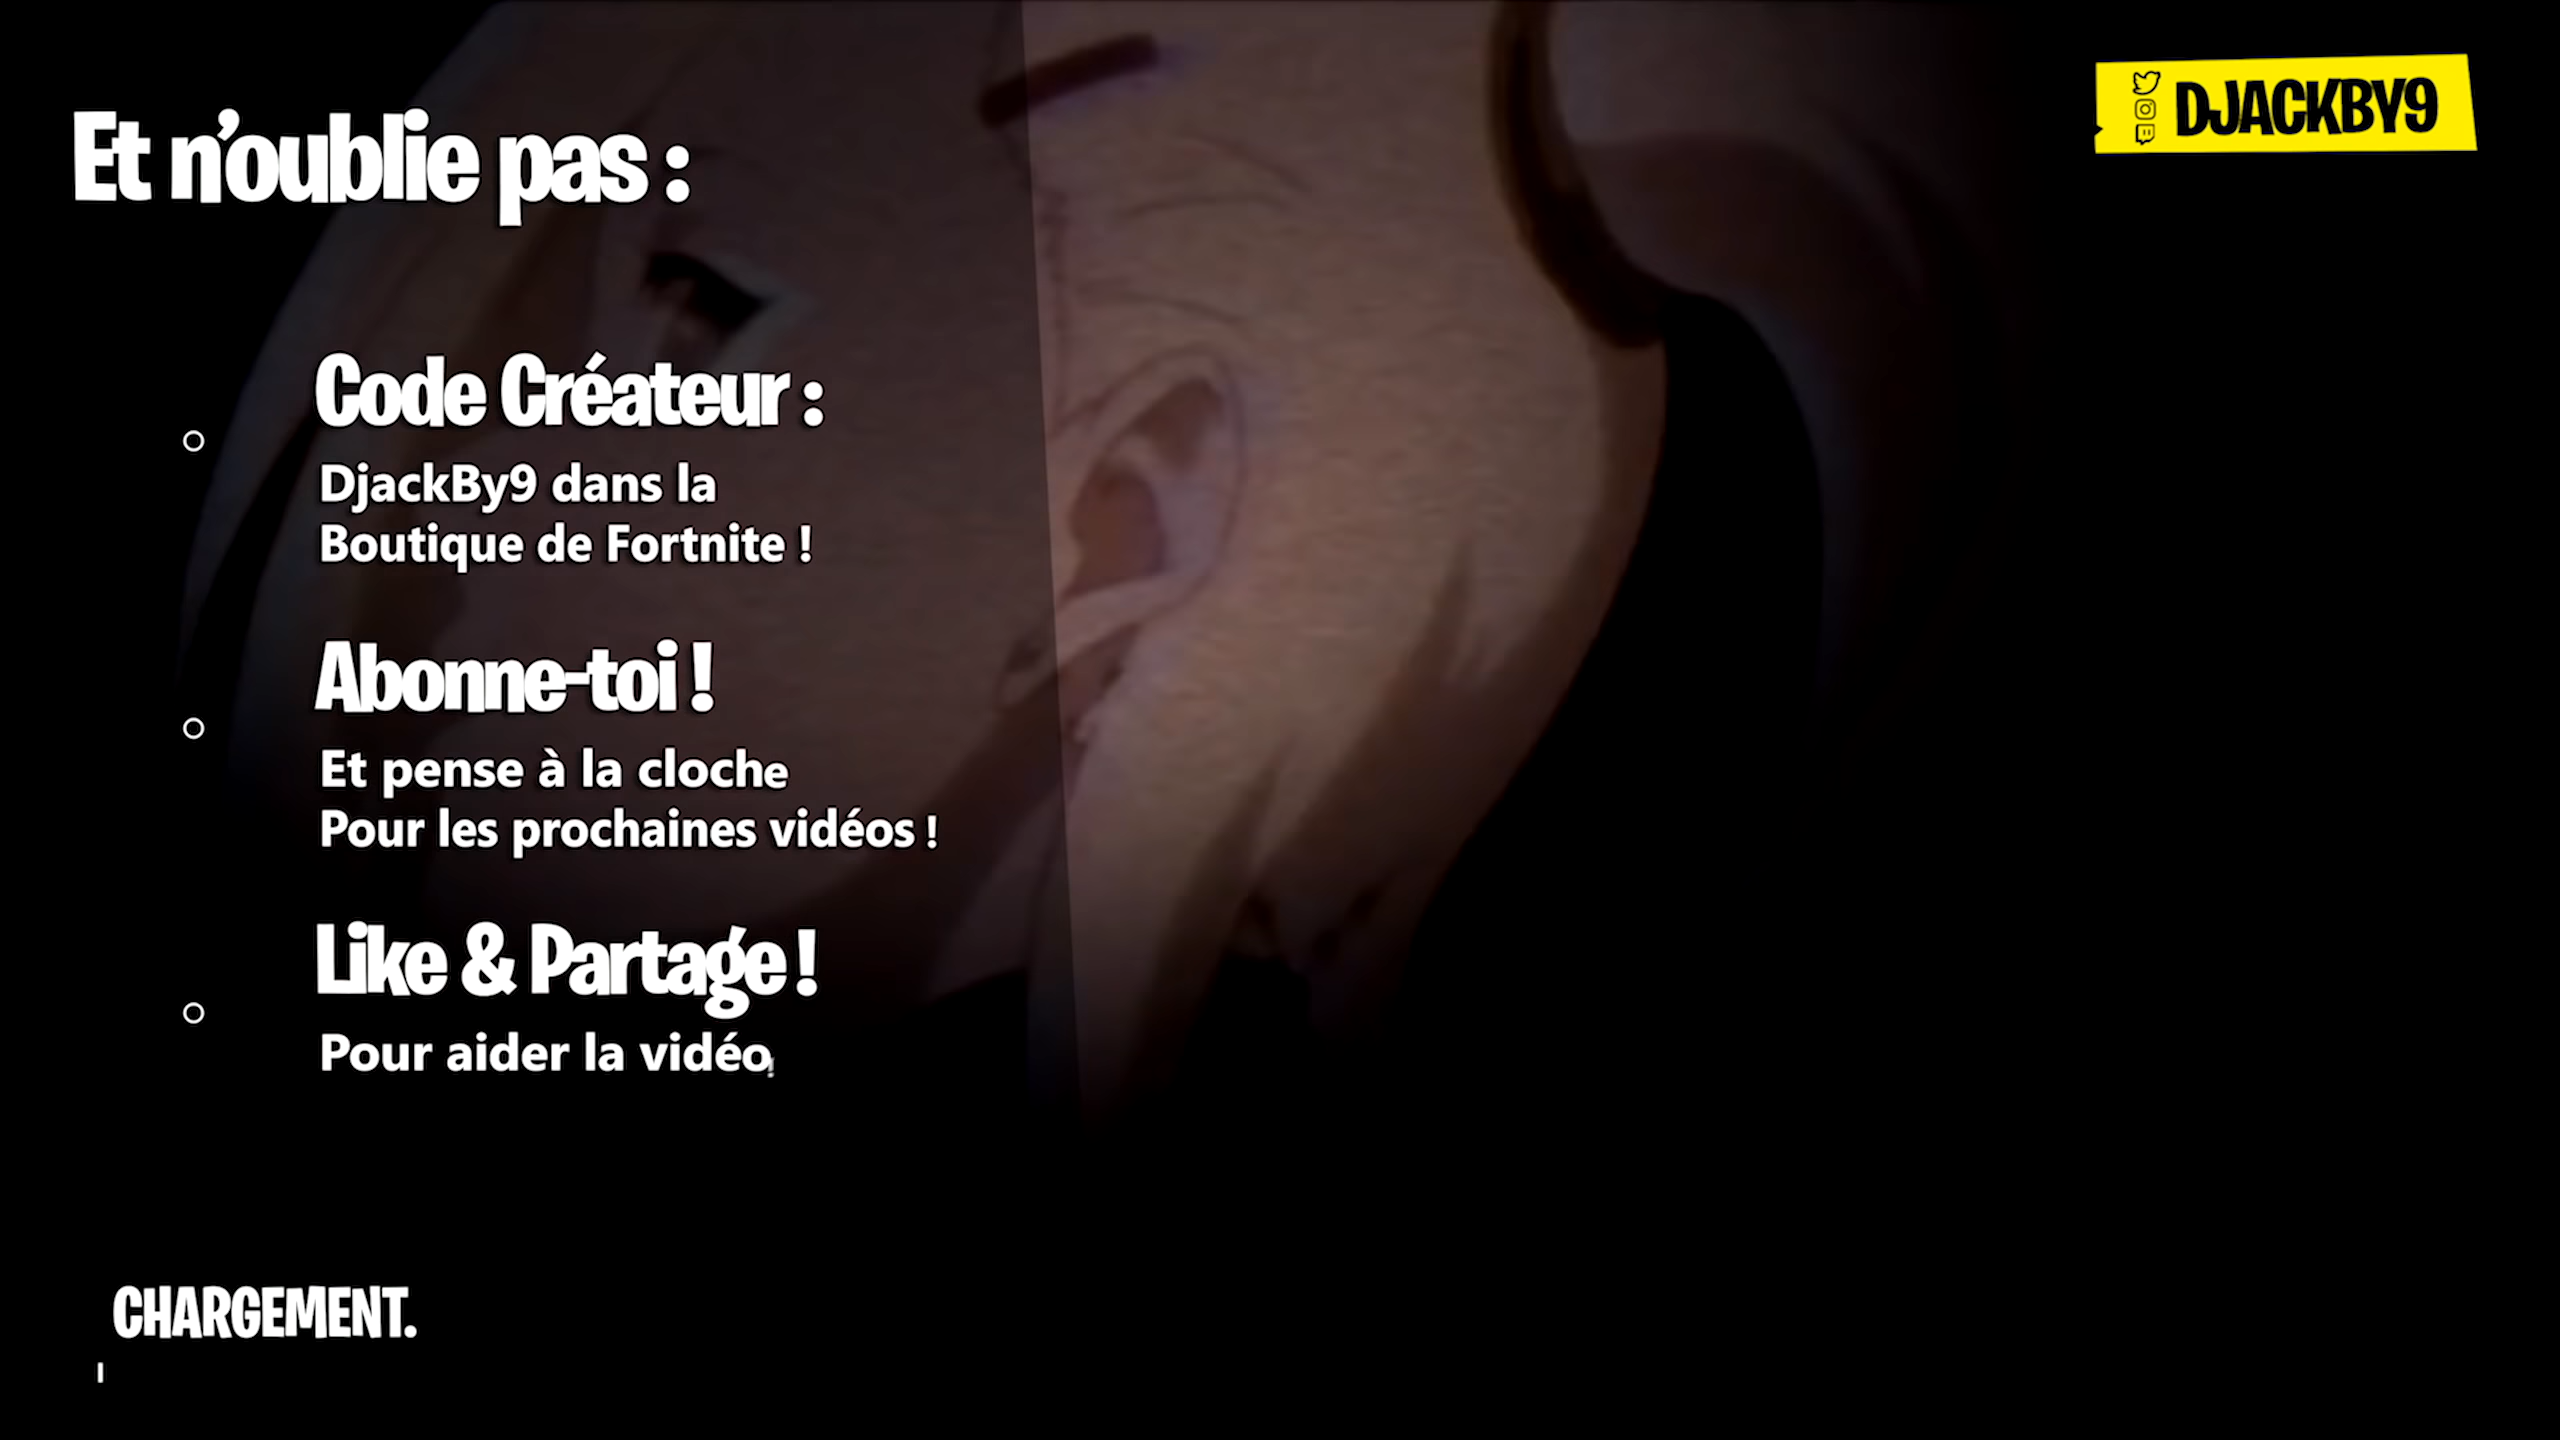 Et n'oublie pas :
DJACKBY9
Code Créateur :
DjackBy9 dans la
Boutique de Fortnite !
Abonne-toi !
Et pense à la cloche
Pour les prochaines vidéos !
Like & Partage !
Pour aider la vidéo !
CHARGEMENT.